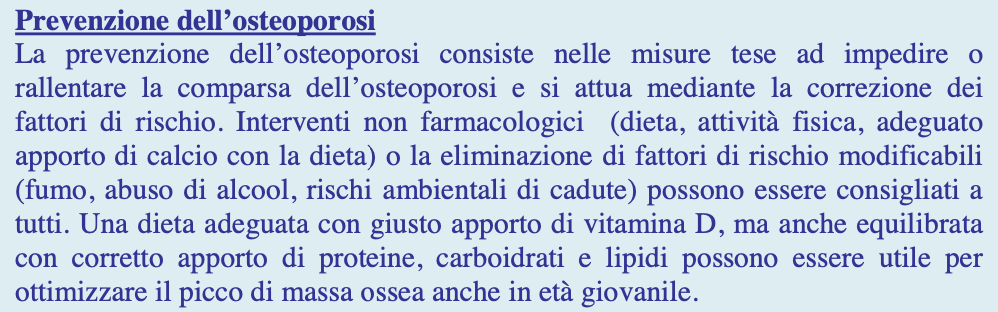 Prevenzione dell’osteoporosi
La prevenzione dell’osteoporosi consiste nelle misure tese ad impedire o
rallentare la comparsa dell’osteoporosi e si attua mediante la correzione dei
fattori di rischio. Interventi non farmacologici (dieta, attività fisica, adeguato
apporto di calcio con la dieta) o la eliminazione di fattori di rischio modificabili
(fumo, abuso di alcool, rischi ambientali di cadute) possono essere consigliati a
tutti. Una dieta adeguata con giusto apporto di vitamina D, ma anche equilibrata
con corretto apporto di proteine, carboidrati e lipidi possono essere utile per
ottimizzare il picco di massa ossea anche in età giovanile.